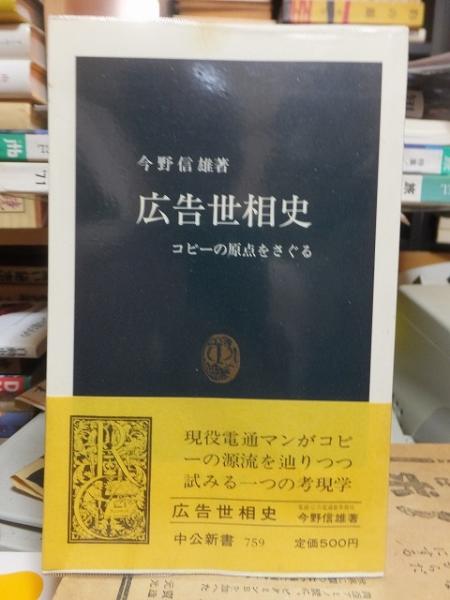 今野信雄著
広告世相史
コピーの原点をさぐる
現役電通マンがコピ
ーの源流を辿りつつ
試みる一つの考現学
広告世相史
今野信雄著
中公新書 759
定価500円